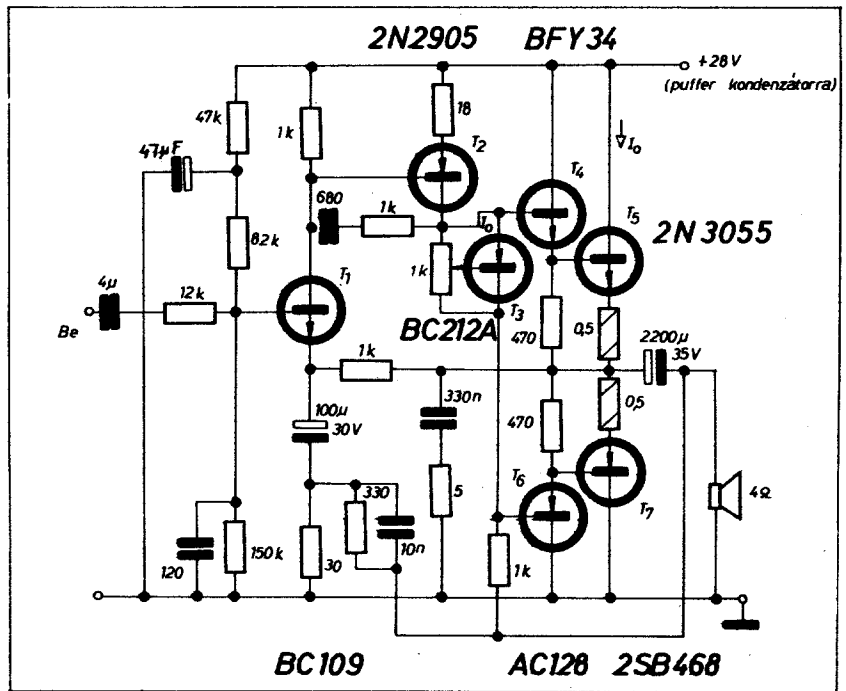 2N2905 BFY34
+28V
(puffer kondenzátorra)
47k
1k
18
I₀
47µF
T₂
T₄
680
1k
I₀
T₅
82k
2N3055
4µ
12k
T₁
1k
T₃
470
0,5
2200µ
35V
Be
BC212A
1k
330n
100µ
30V
470
0,5
330
5
T₆
T₇
4Ω
120
150k
30
10n
1k
BC109 AC128 2SB468